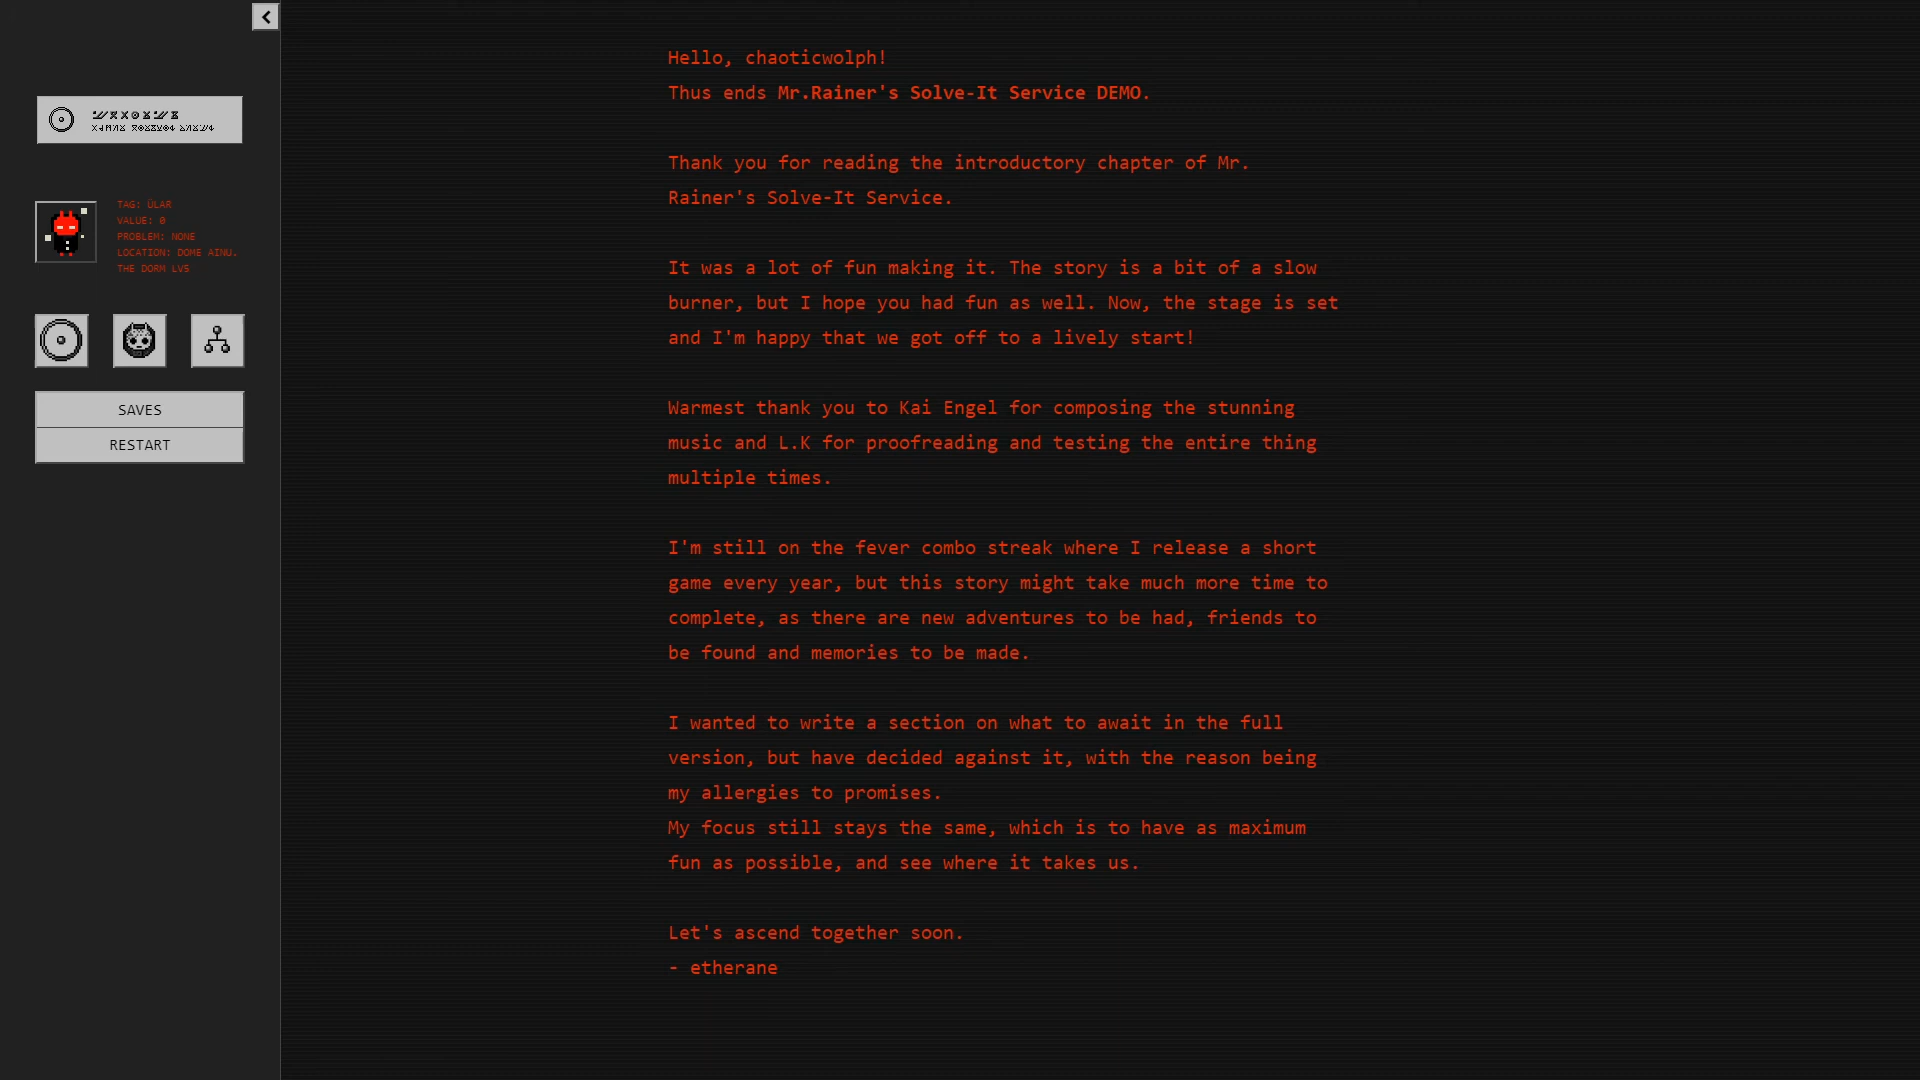 TAG: ÜLAR
VALUE: 0
PROBLEM: NONE
LOCATION: DOME AINU.
THE DORM LV5
SAVES
RESTART
Hello, chaoticwolph!
Thus ends Mr.Rainer's Solve-It Service DEMO.
Thank you for reading the introductory chapter of Mr.
Rainer's Solve-It Service.
It was a lot of fun making it. The story is a bit of a slow
burner, but I hope you had fun as well. Now, the stage is set
and I'm happy that we got off to a lively start!
Warmest thank you to Kai Engel for composing the stunning
music and L.K for proofreading and testing the entire thing
multiple times.
I'm still on the fever combo streak where I release a short
game every year, but this story might take much more time to
complete, as there are new adventures to be had, friends to
be found and memories to be made.
I wanted to write a section on what to await in the full
version, but have decided against it, with the reason being
my allergies to promises.
My focus still stays the same, which is to have as maximum
fun as possible, and see where it takes us.
Let's ascend together soon.
- etherane